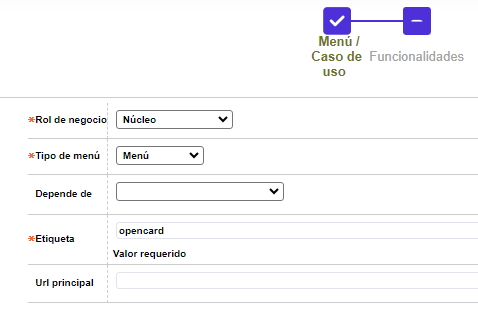 Menú /
Caso de
uso
Funcionalidades
*Rol de negocio Núcleo
*Tipo de menú Menú
Depende de
*Etiqueta opencard
Valor requerido
Url principal